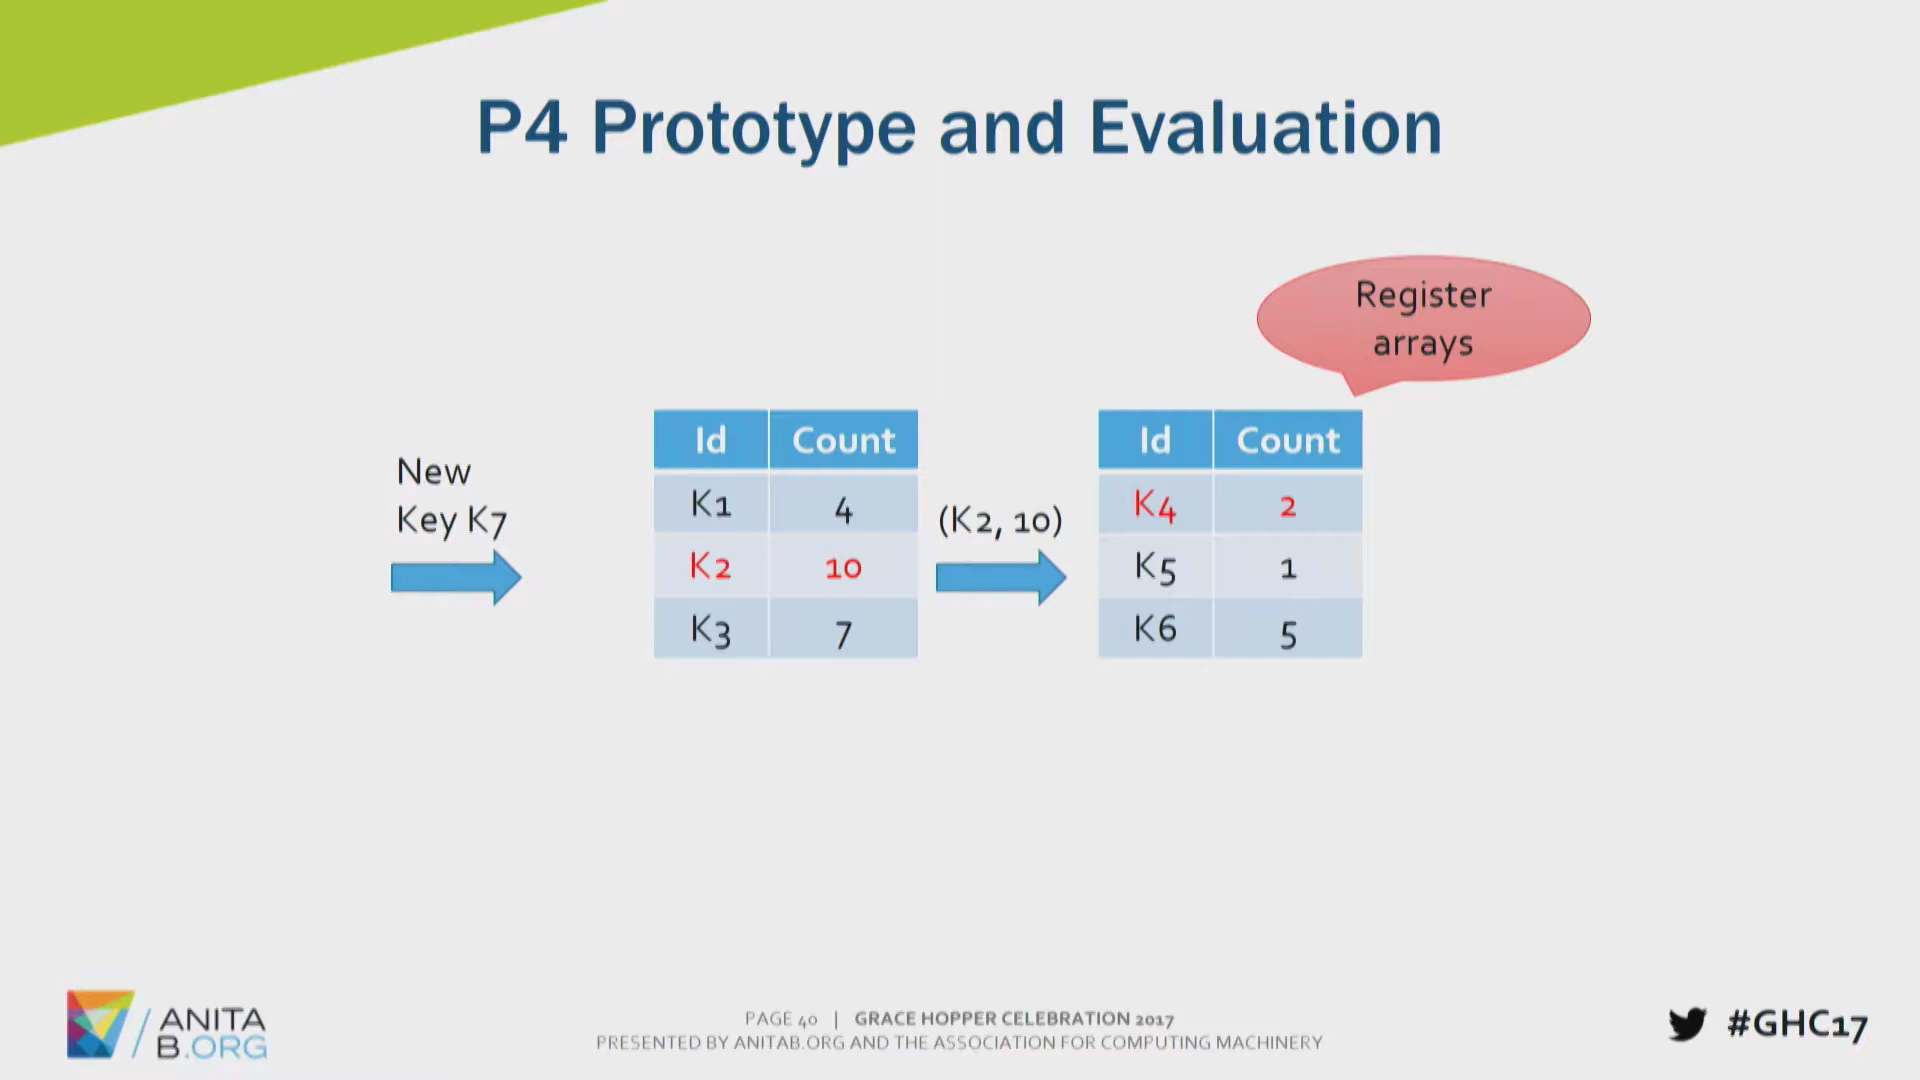 P4 Prototype and Evaluation
Register
arrays
New
Key K7
Id Count
K1 4
K2 10
K3 7
(K2, 10)
Id Count
K4 2
K5 1
K6 5
ANITA
B.ORG
PAGE 40 | GRACE HOPPER CELEBRATION 2017
PRESENTED BY ANITAB.ORG AND THE ASSOCIATION FOR COMPUTING MACHINERY
#GHC17